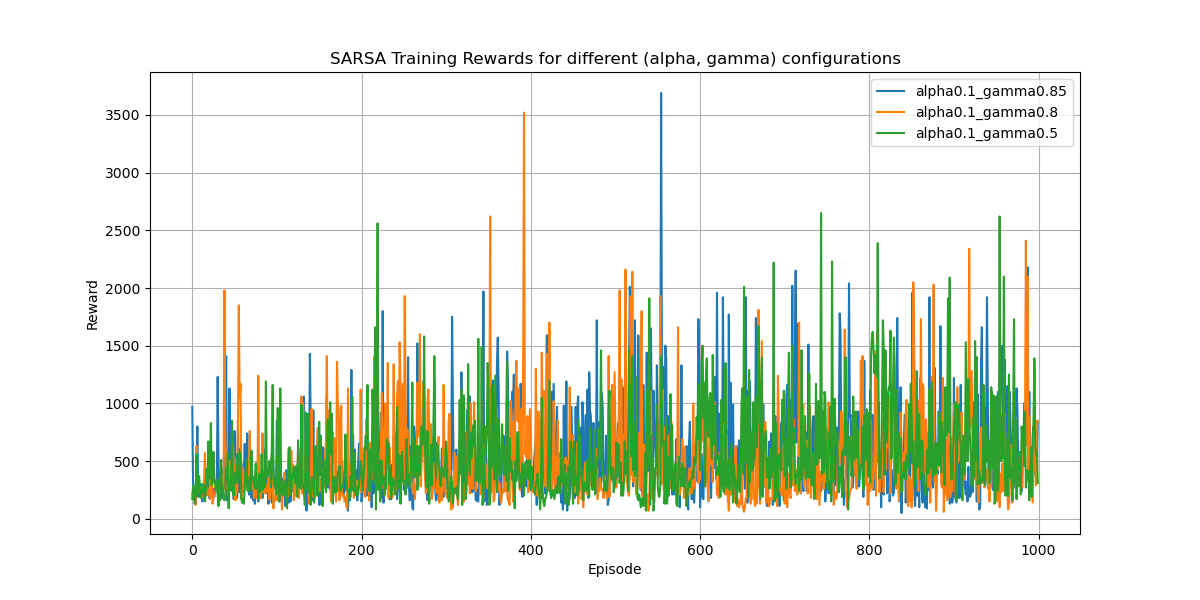 SARSA Training Rewards for different (alpha, gamma) configurations
alpha0.1_gamma0.85
alpha0.1_gamma0.8
alpha0.1_gamma0.5
Reward
3500
3000
2500
2000
1500
1000
500
0
0 200 400 600 800 1000
Episode